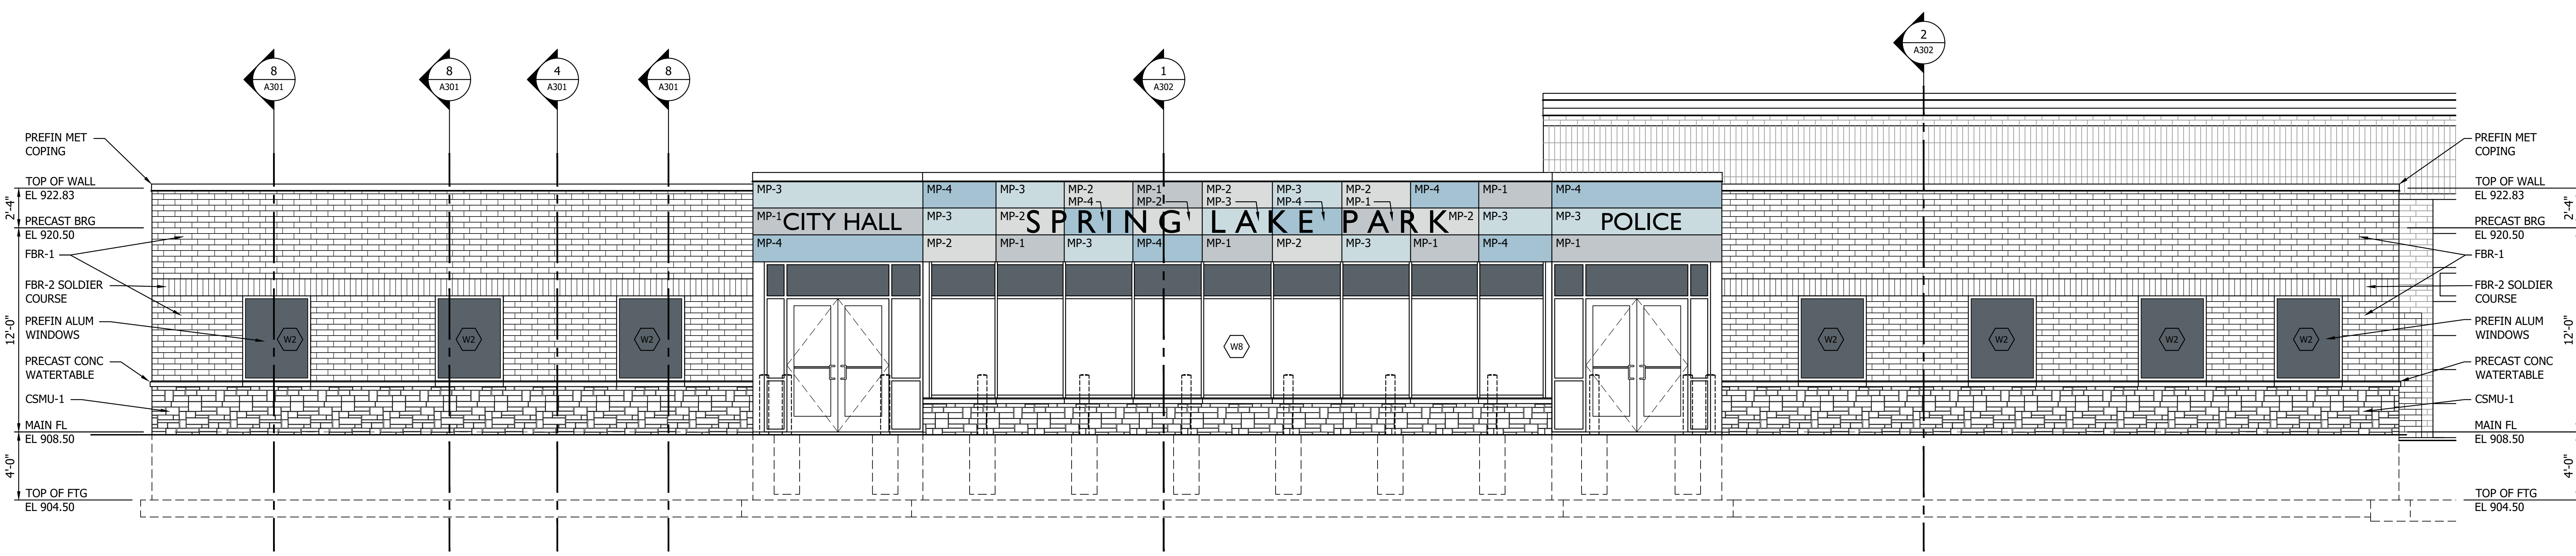 2
A302
8
A301
8
A301
4
A301
8
A301
1
A302
PREFIN MET
COPING
TOP OF WALL
EL 922.83
2'-4"
PRECAST BRG
EL 920.50
FBR-1
FBR-2 SOLDIER
COURSE
12'-0"
PREFIN ALUM
WINDOWS
PRECAST CONC
WATERTABLE
CSMU-1
MAIN FL
EL 908.50
4'-0"
TOP OF FTG
EL 904.50
W2 W2 W2
MP-3 MP-4 MP-3 MP-2 MP-1 MP-2 MP-3 MP-2 MP-4 MP-1 MP-4
MP-4 MP-2 MP-3 MP-4 MP-1
MP-1 MP-3 MP-2 MP-2 MP-3 MP-3
CITY HALL SPRING LAKE PARK POLICE
MP-4 MP-2 MP-1 MP-3 MP-4 MP-1 MP-2 MP-3 MP-1 MP-4 MP-1
W8
W2 W2 W2 W2
PREFIN MET
COPING
TOP OF WALL
EL 922.83
2'-4"
PRECAST BRG
EL 920.50
FBR-1
FBR-2 SOLDIER
COURSE
PREFIN ALUM
WINDOWS
12'-0"
PRECAST CONC
WATERTABLE
CSMU-1
MAIN FL
EL 908.50
4'-0"
TOP OF FTG
EL 904.50